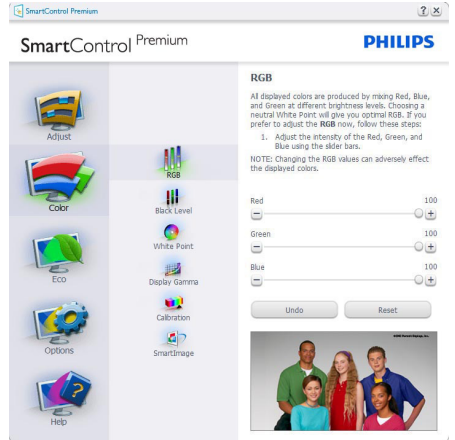 SmartControl Premium
? ×
SmartControl Premium
PHILIPS
Adjust
Color
Eco
Options
Help
RGB
Black Level
White Point
Display Gamma
Calibration
SmartImage
RGB
All displayed colors are produced by mixing Red, Blue,
and Green at different brightness levels. Choosing a
neutral White Point will give you optimal RGB. If you
prefer to adjust the RGB now, follow these steps:
1. Adjust the intensity of the Red, Green, and
Blue using the slider bars.
NOTE: Changing the RGB values can adversely effect
the displayed colors.
Red 100
Green 100
Blue 100
Undo Reset